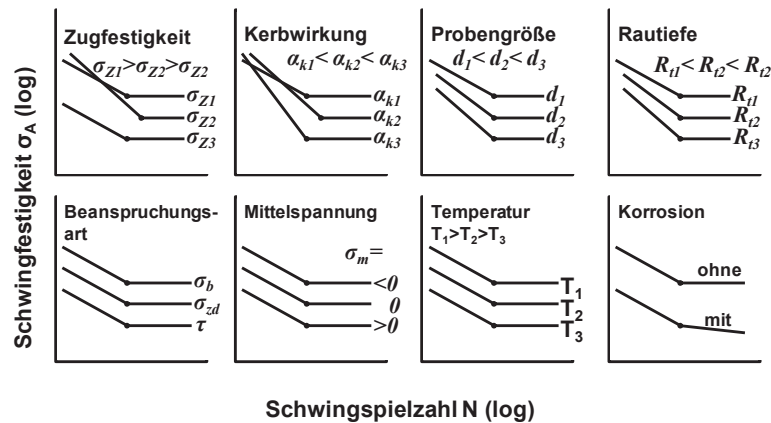 Schwingfestigkeit σA (log)
Zugfestigkeit
σZ1>σZ2>σZ2
σZ1
σZ2
σZ3
Kerbwirkung
αk1< αk2< αk3
αk1
αk2
αk3
Probengröße
d1< d2< d3
d1
d2
d3
Rautiefe
Rt1< Rt2< Rt2
Rt1
Rt2
Rt3
Beanspruchungs-
art
σb
σzd
τ
Mittelspannung
σm=
<0
0
>0
Temperatur
T1>T2>T3
T1
T2
T3
Korrosion
ohne
mit
Schwingspielzahl N (log)